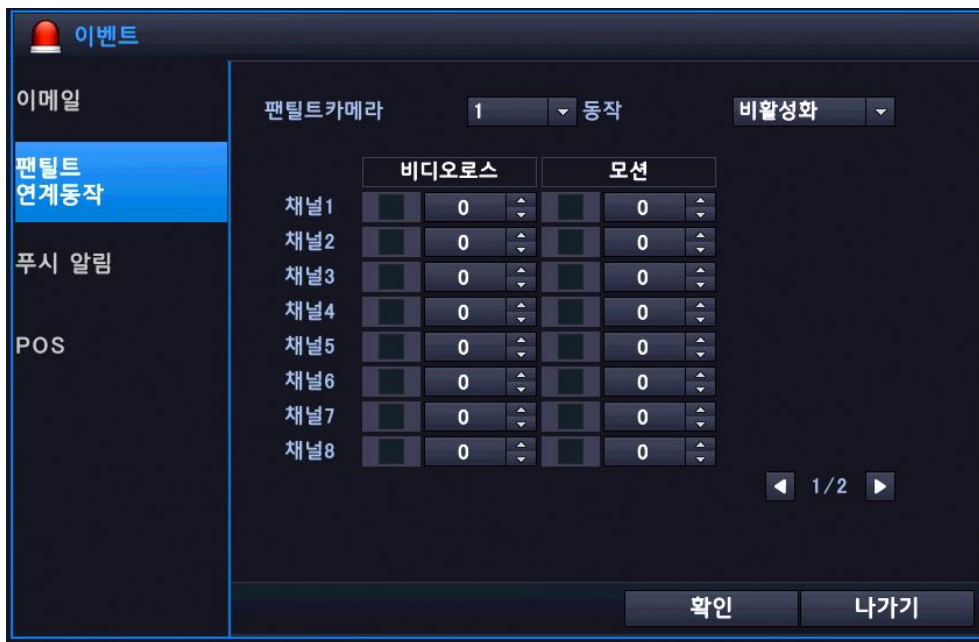 이벤트
이메일
팬틸트카메라 1 동작 비활성화
팬틸트
연계동작
비디오로스 모션
채널1 0 0
채널2 0 0
푸시 알림
채널3 0 0
채널4 0 0
POS
채널5 0 0
채널6 0 0
채널7 0 0
채널8 0 0
1/2
확인 나가기